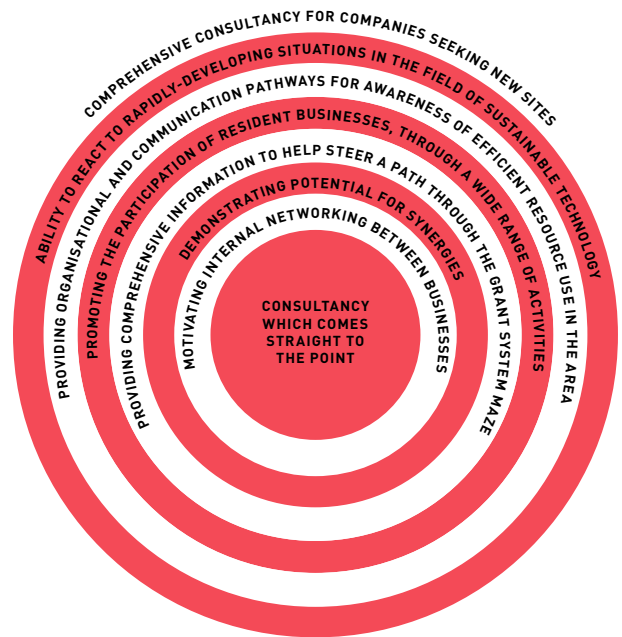 COMPREHENSIVE CONSULTANCY FOR COMPANIES SEEKING NEW SITES
ABILITY TO REACT TO RAPIDLY-DEVELOPING SITUATIONS IN THE FIELD OF SUSTAINABLE TECHNOLOGY
PROVIDING ORGANISATIONAL AND COMMUNICATION PATHWAYS FOR AWARENESS OF EFFICIENT RESOURCE USE IN THE AREA
PROMOTING THE PARTICIPATION OF RESIDENT BUSINESSES, THROUGH A WIDE RANGE OF ACTIVITIES
PROVIDING COMPREHENSIVE INFORMATION TO HELP STEER A PATH THROUGH THE GRANT SYSTEM MAZE
DEMONSTRATING POTENTIAL FOR SYNERGIES
MOTIVATING INTERNAL NETWORKING BETWEEN BUSINESSES
CONSULTANCY
WHICH COMES
STRAIGHT TO
THE POINT